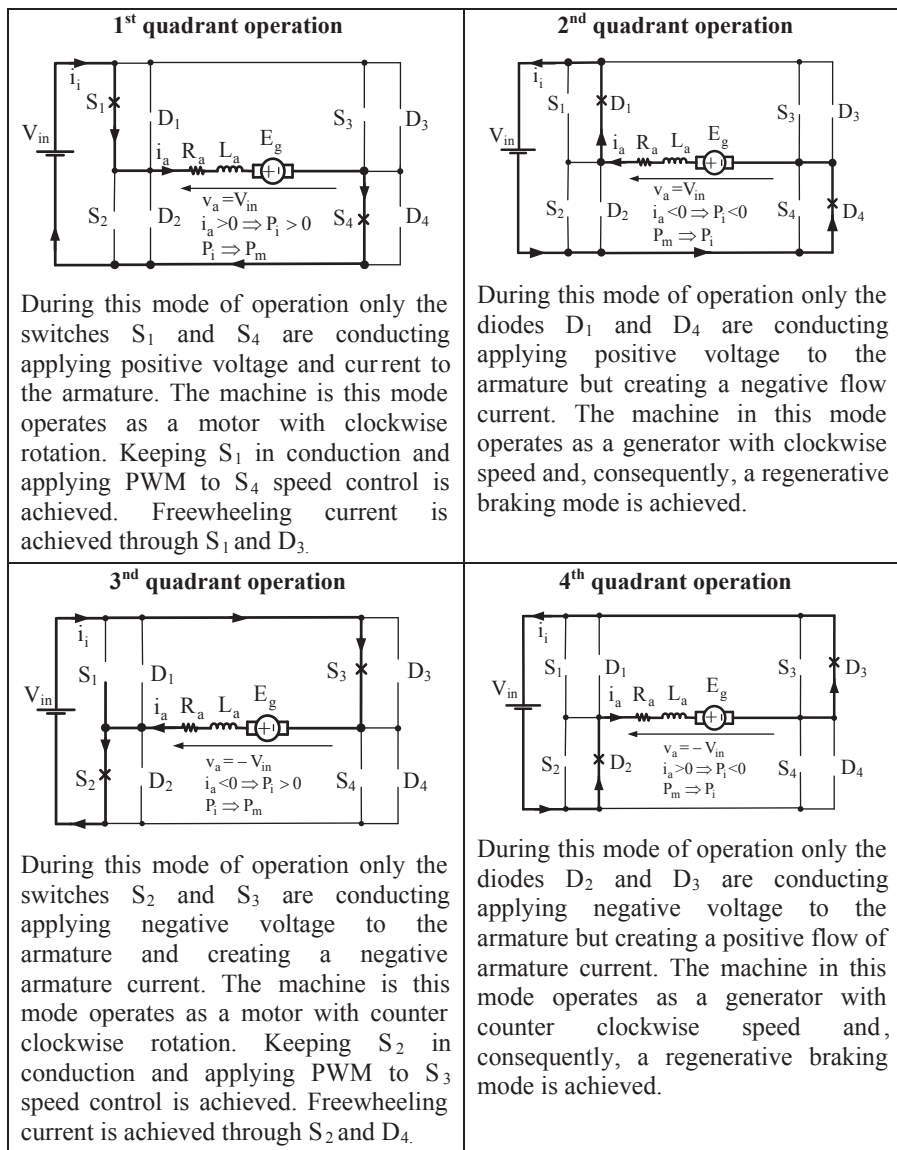 1st quadrant operation
i_i
S_1
D_1
S_3
D_3
V_in
i_a R_a L_a E_g
v_a=V_in
i_a>0 ⇒ P_i > 0
P_i ⇒ P_m
S_2
D_2
S_4
D_4
During this mode of operation only the
switches S_1 and S_4 are conducting
applying positive voltage and current to
the armature. The machine is this mode
operates as a motor with clockwise
rotation. Keeping S_1 in conduction and
applying PWM to S_4 speed control is
achieved. Freewheeling current is
achieved through S_1 and D_3.
2nd quadrant operation
i_i
S_1
D_1
S_3
D_3
V_in
i_a R_a L_a E_g
v_a=V_in
i_a<0 ⇒ P_i<0
P_m ⇒ P_i
S_2
D_2
S_4
D_4
During this mode of operation only the
diodes D_1 and D_4 are conducting
applying positive voltage to the
armature but creating a negative flow
current. The machine in this mode
operates as a generator with clockwise
speed and, consequently, a regenerative
braking mode is achieved.
3nd quadrant operation
i_i
S_1
D_1
S_3
D_3
V_in
i_a R_a L_a E_g
v_a=−V_in
i_a<0 ⇒ P_i > 0
P_i ⇒ P_m
S_2
D_2
S_4
D_4
During this mode of operation only the
switches S_2 and S_3 are conducting
applying negative voltage to the
armature and creating a negative
armature current. The machine is this
mode operates as a motor with counter
clockwise rotation. Keeping S_2 in
conduction and applying PWM to S_3
speed control is achieved. Freewheeling
current is achieved through S_2 and D_4.
4th quadrant operation
i_i
S_1
D_1
S_3
D_3
V_in
i_a R_a L_a E_g
v_a=−V_in
i_a>0 ⇒ P_i<0
P_m ⇒ P_i
S_2
D_2
S_4
D_4
During this mode of operation only the
diodes D_2 and D_3 are conducting
applying negative voltage to the
armature but creating a positive flow of
armature current. The machine in this
mode operates as a generator with
counter clockwise speed and,
consequently, a regenerative braking
mode is achieved.